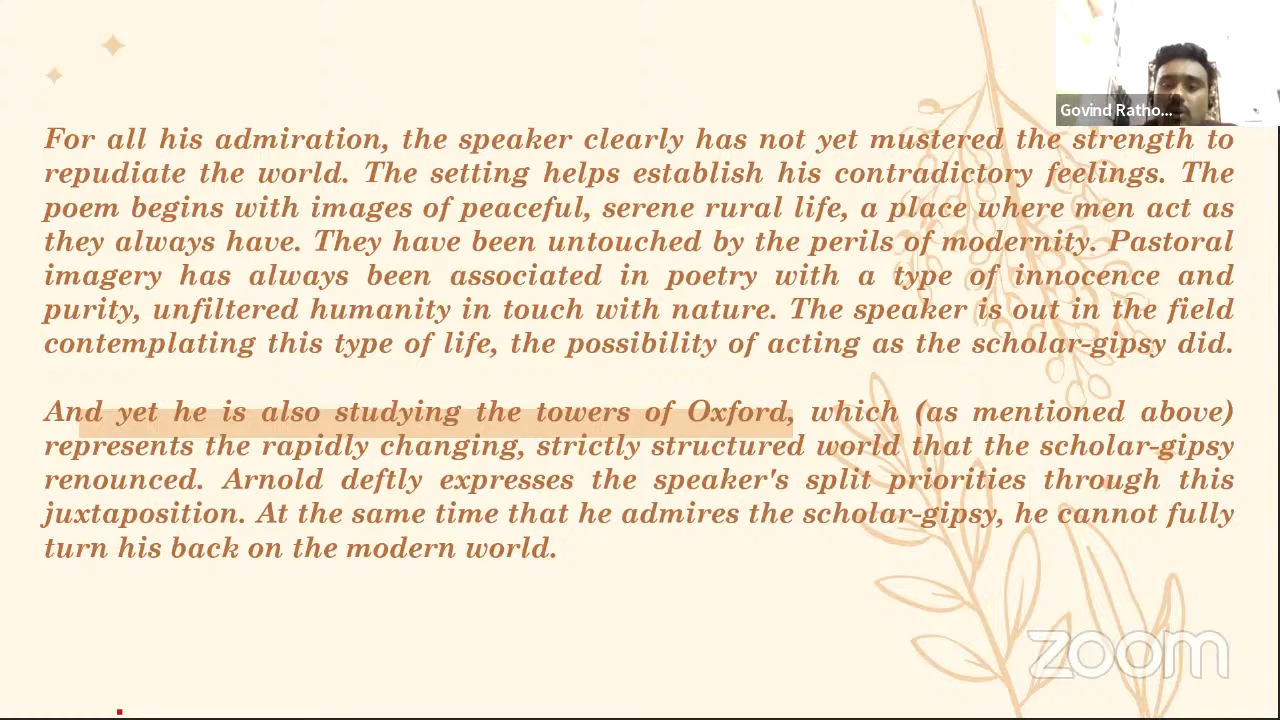 Govind Ratho...
For all his admiration, the speaker clearly has not yet mustered the strength to
repudiate the world. The setting helps establish his contradictory feelings. The
poem begins with images of peaceful, serene rural life, a place where men act as
they always have. They have been untouched by the perils of modernity. Pastoral
imagery has always been associated in poetry with a type of innocence and
purity, unfiltered humanity in touch with nature. The speaker is out in the field
contemplating this type of life, the possibility of acting as the scholar-gipsy did.
And yet he is also studying the towers of Oxford, which (as mentioned above)
represents the rapidly changing, strictly structured world that the scholar-gipsy
renounced. Arnold deftly expresses the speaker's split priorities through this
juxtaposition. At the same time that he admires the scholar-gipsy, he cannot fully
turn his back on the modern world.
zoom